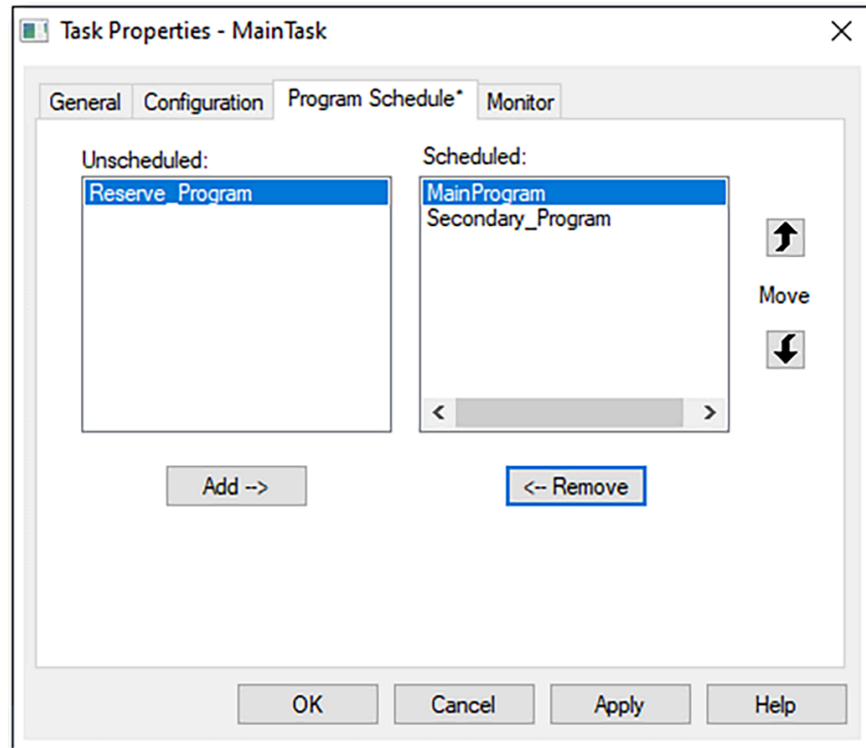 Task Properties - MainTask
General Configuration Program Schedule* Monitor
Unscheduled:
Reserve_Program
Scheduled:
MainProgram
Secondary_Program
Move
Add -->
<-- Remove
OK Cancel Apply Help